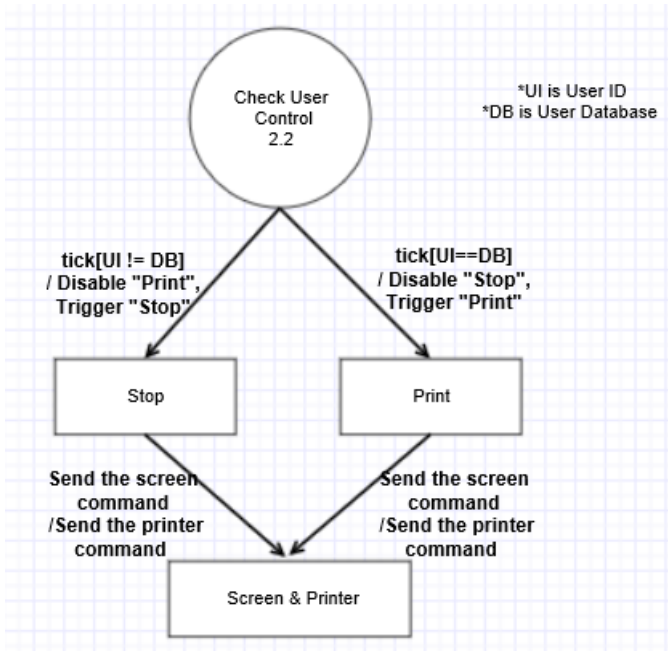 Check User
Control
2.2
*UI is User ID
*DB is User Database
tick[UI != DB]
/ Disable "Print",
Trigger "Stop"
tick[UI==DB]
/ Disable "Stop",
Trigger "Print"
Stop
Print
Send the screen
command
/Send the printer
command
Send the screen
command
/Send the printer
command
Screen & Printer